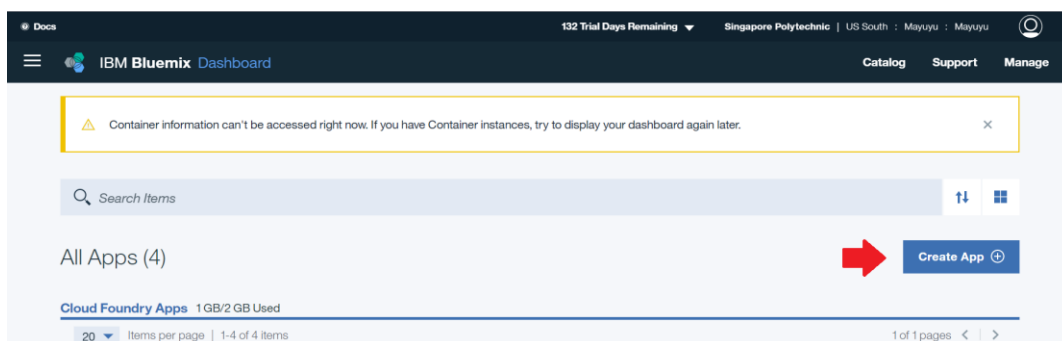 Docs 132 Trial Days Remaining Singapore Polytechnic | US South : Mayuyu : Mayuyu
IBM Bluemix Dashboard Catalog Support Manage
Container information can't be accessed right now. If you have Container instances, try to display your dashboard again later.
Search Items
All Apps (4) Create App
Cloud Foundry Apps 1 GB/2 GB Used
20 Items per page | 1-4 of 4 items 1 of 1 pages